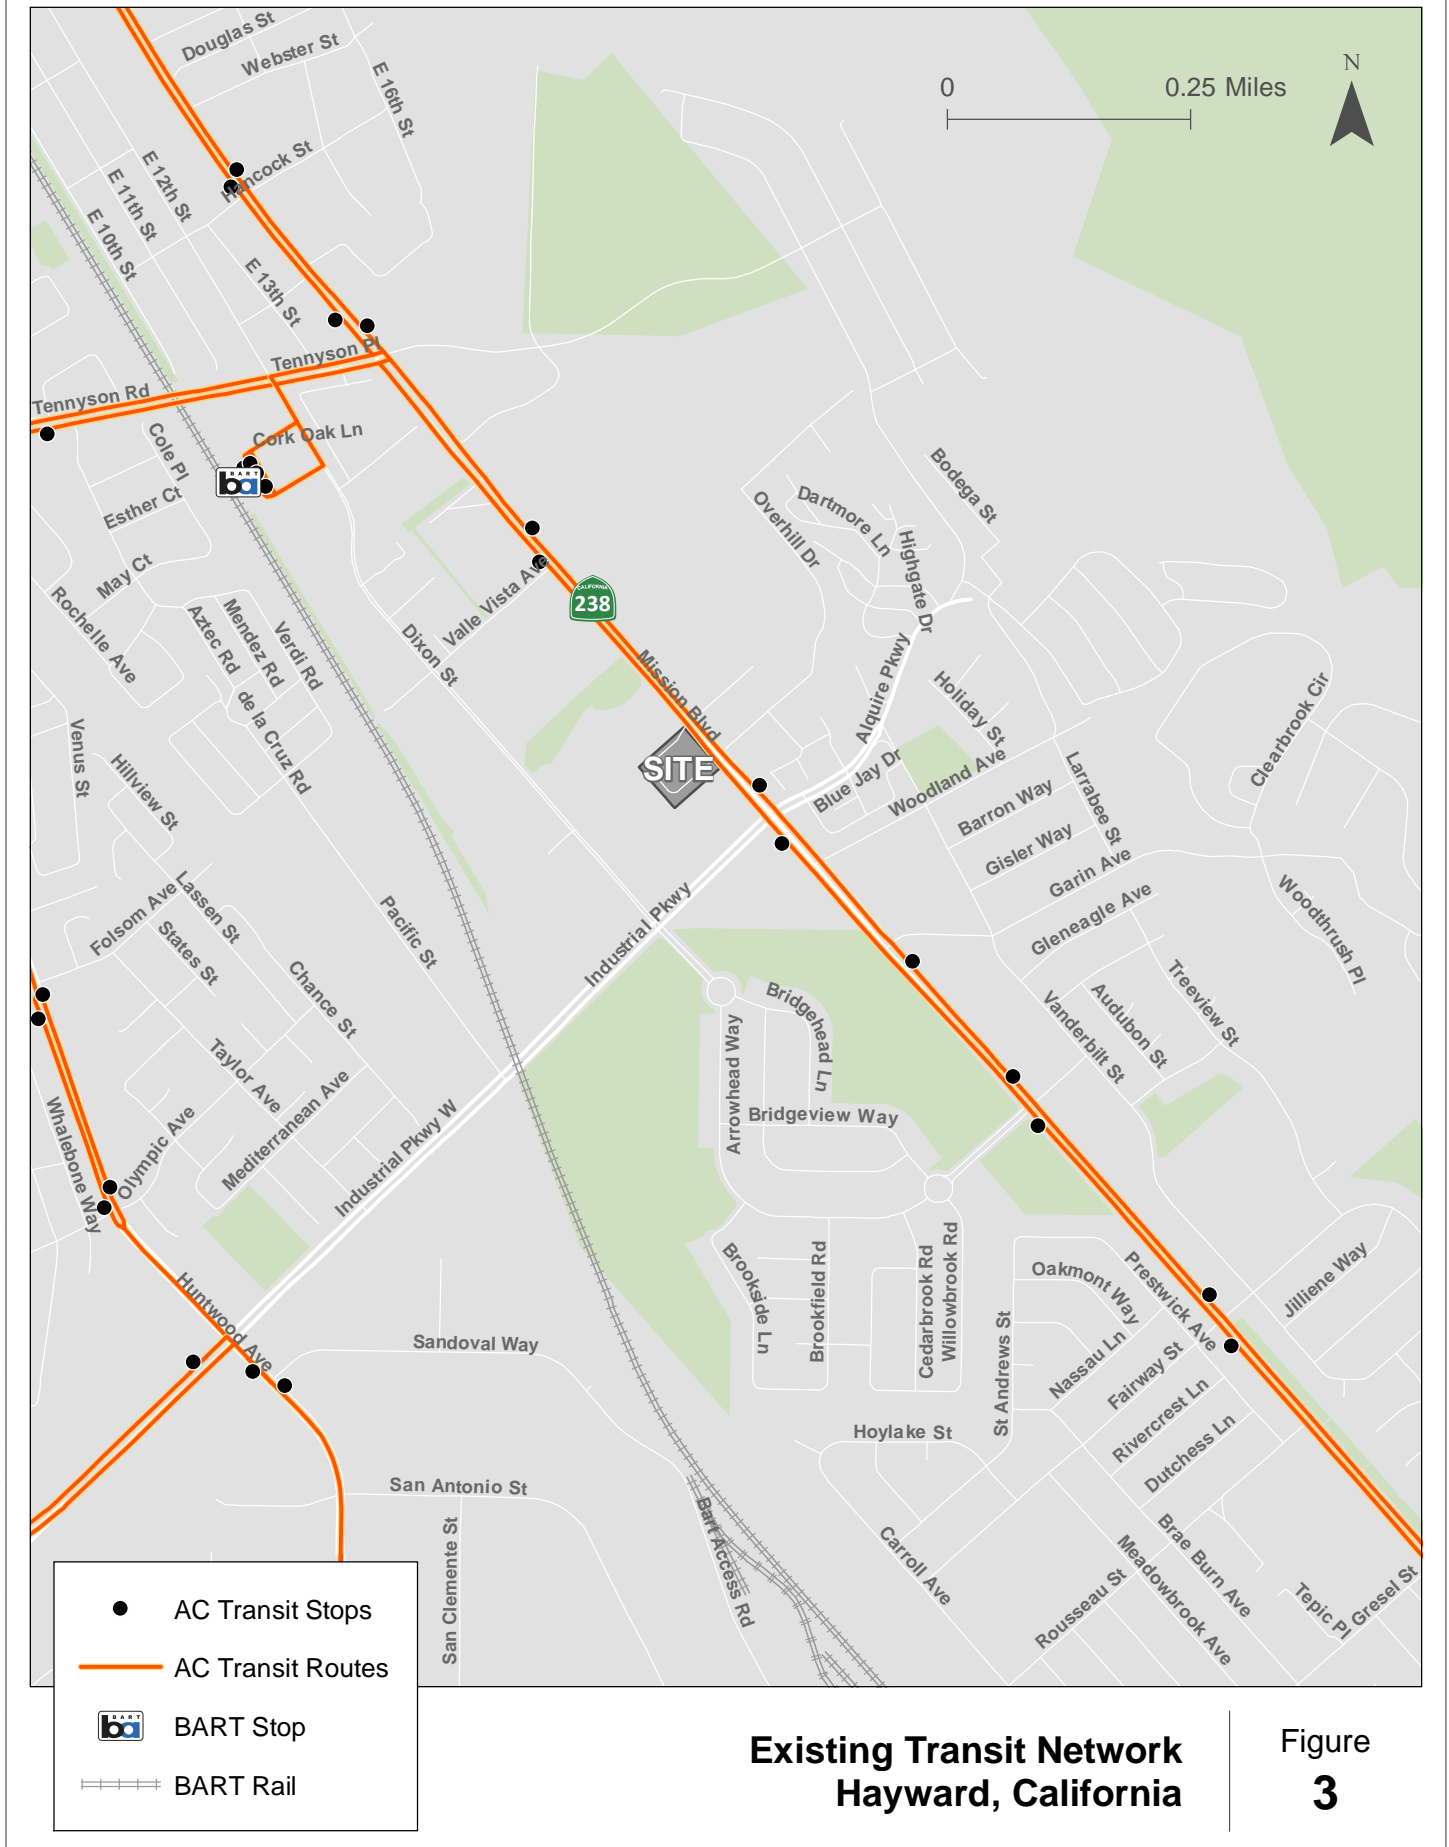 Douglas St
Webster St
E 16th St
0
0.25 Miles
N
Hancock St
E 12th St
E 11th St
E 10th St
E 13th St
Tennyson Pl
Tennyson Rd
Cork Oak Ln
Cole Pl
BART
ba
Esther Ct
May Ct
Rochelle Ave
Aztec Rd
Mendez Rd
Verdi Rd
de la Cruz Rd
Dixon St
Valle Vista Ave
CALIFORNIA
238
Mission Blvd
SITE
Bodega St
Dartmore Ln
Overhill Dr
Highgate Dr
Alquire Pkwy
Holiday St
Blue Jay Dr
Woodland Ave
Barron Way
Larrabee St
Gisler Way
Garin Ave
Gleneagle Ave
Clearbrook Cir
Woodthrush Pl
Venus St
Hillview St
Folsom Ave
Lassen St
States St
Pacific St
Chance St
Industrial Pkwy
Taylor Ave
Mediterranean Ave
Olympic Ave
Whalebone Way
Industrial Pkwy W
Bridgehead Ln
Arrowhead Way
Bridgeview Way
Vanderbilt St
Audubon St
Treeview St
Huntwood Ave
Sandoval Way
Brookside Ln
Brookfield Rd
Cedarbrook Rd
Willowbrook Rd
St Andrews St
Oakmont Way
Prestwick Ave
Jilliene Way
Nassau Ln
Fairway St
Rivercrest Ln
Dutchess Ln
Hoylake St
San Antonio St
San Clemente St
Bart Access Rd
Carroll Ave
Rousseau St
Meadowbrook Ave
Brae Burn Ave
Tepic Pl
Gresel St
AC Transit Stops
AC Transit Routes
BART
ba
BART Stop
BART Rail
Existing Transit Network
Hayward, California
Figure
3